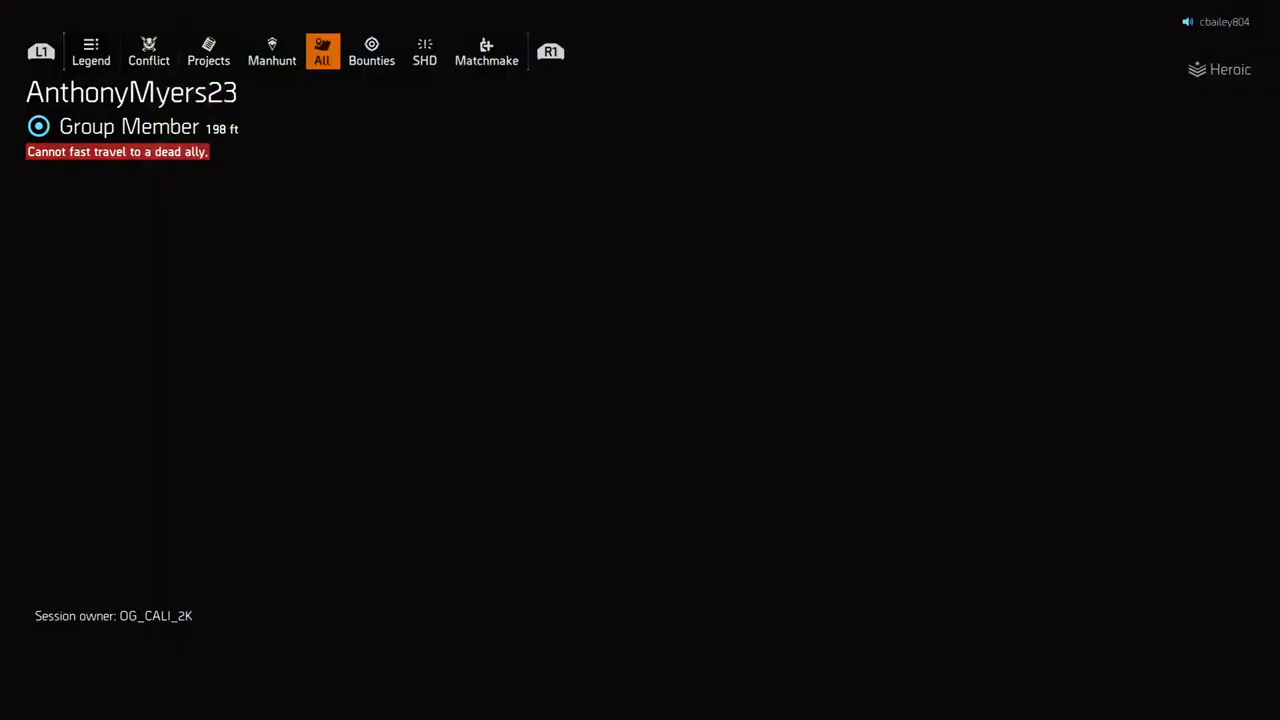 cbailey804
L1 Legend Conflict Projects Manhunt All Bounties SHD Matchmake R1
Heroic
AnthonyMyers23
Group Member 198 ft
Cannot fast travel to a dead ally.
Session owner: OG_CALI_2K